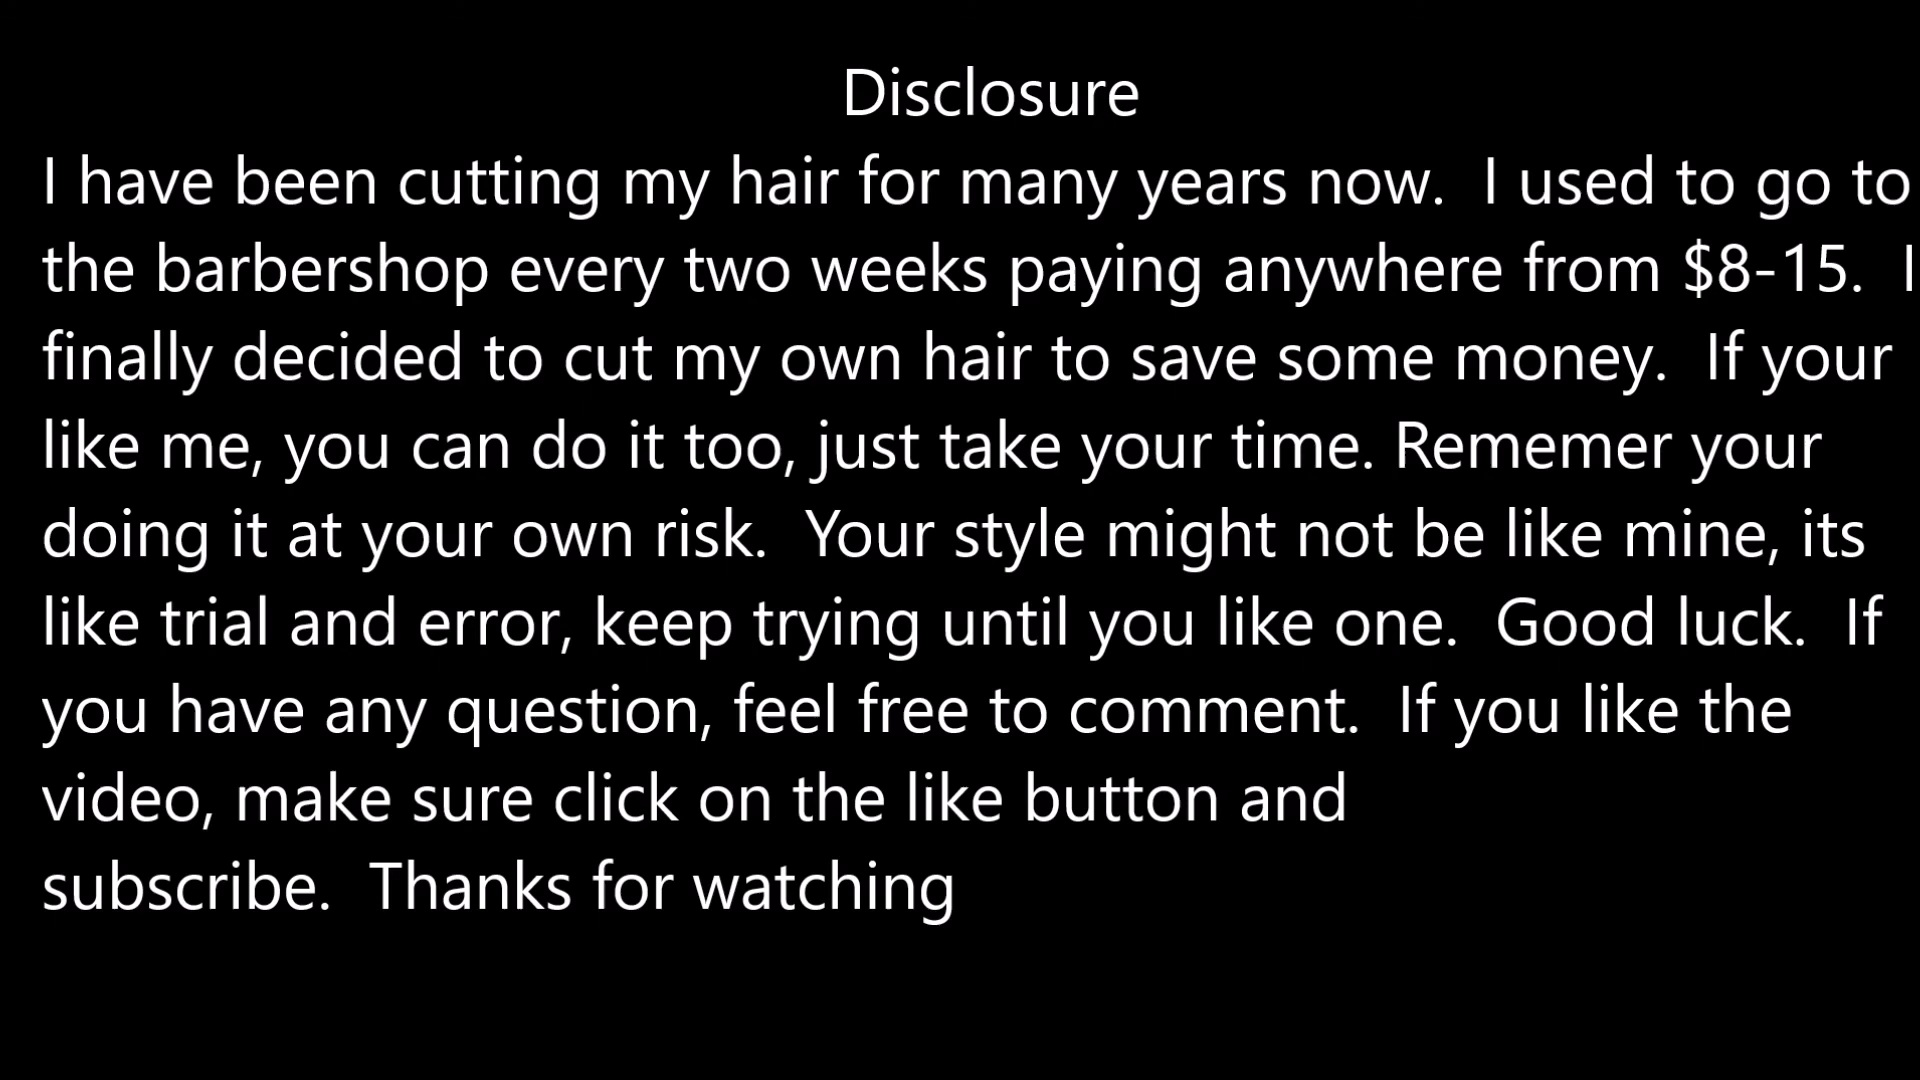 Disclosure
I have been cutting my hair for many years now.  I used to go to
the barbershop every two weeks paying anywhere from $8-15.  I
finally decided to cut my own hair to save some money.  If your
like me, you can do it too, just take your time. Rememer your
doing it at your own risk.  Your style might not be like mine, its
like trial and error, keep trying until you like one.  Good luck.  If
you have any question, feel free to comment.  If you like the
video, make sure click on the like button and
subscribe.  Thanks for watching